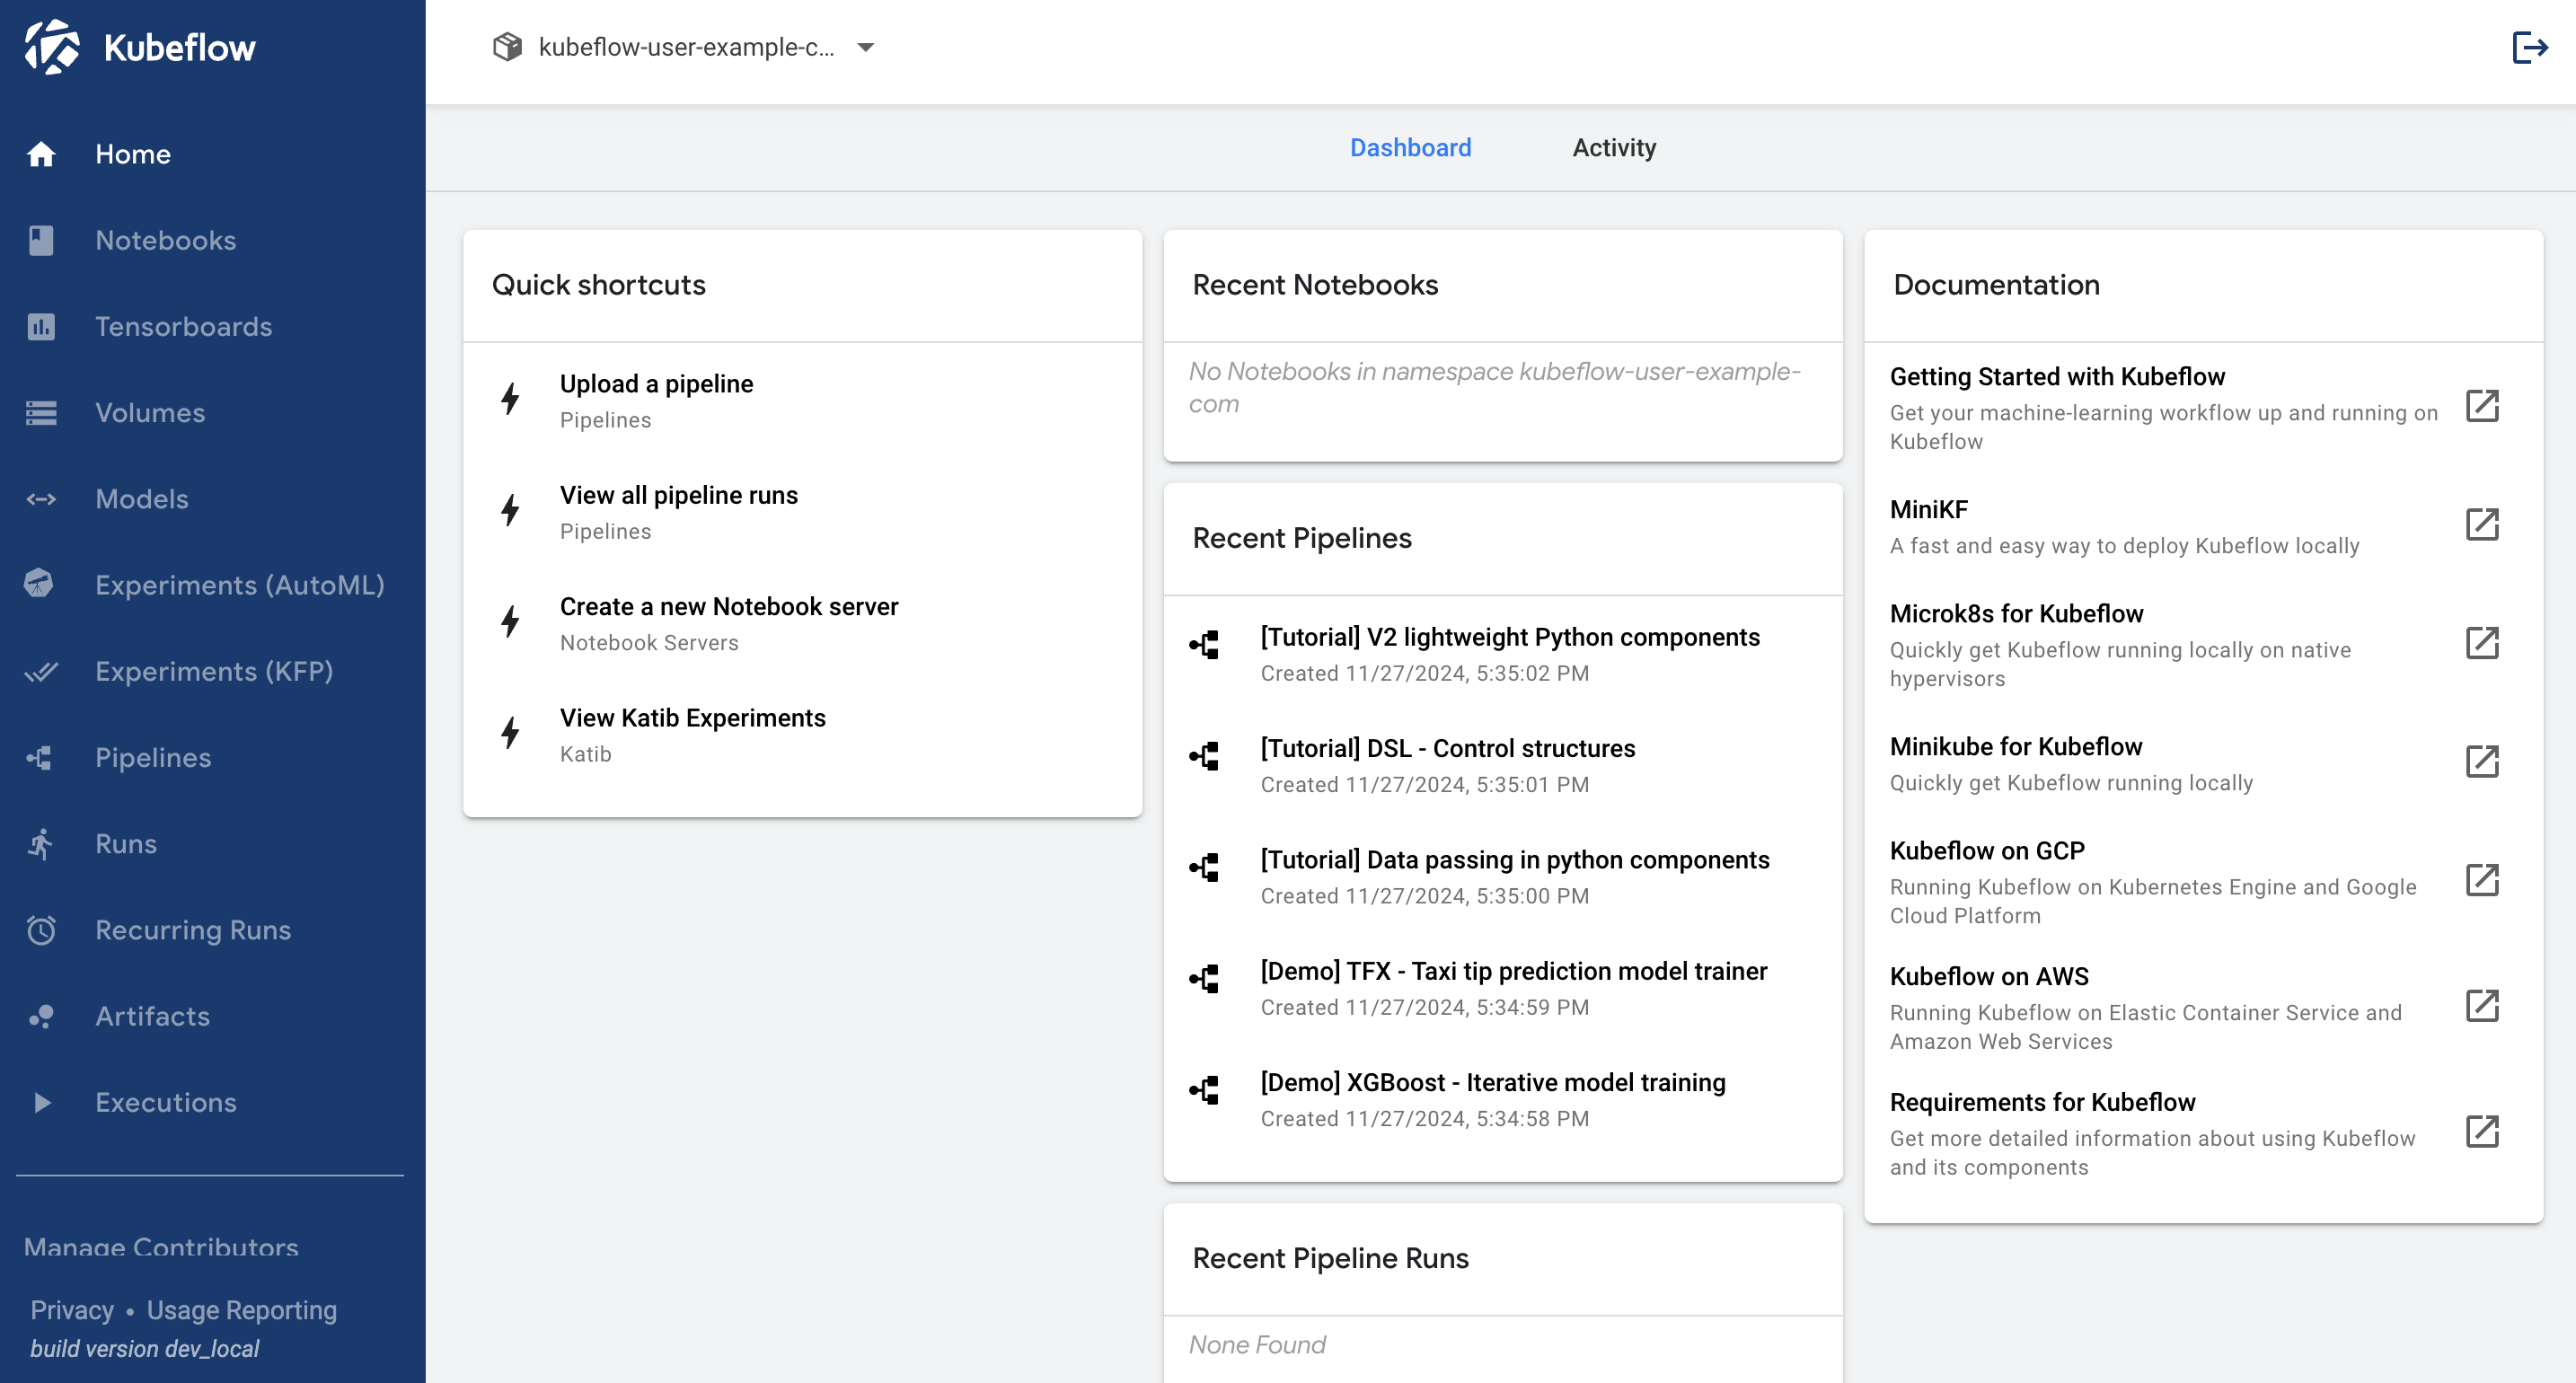 Kubeflow
Home
Notebooks
Tensorboards
Volumes
Models
Experiments (AutoML)
Experiments (KFP)
Pipelines
Runs
Recurring Runs
Artifacts
Executions
Manage Contributors
Privacy • Usage Reporting
build version dev_local
kubeflow-user-example-c...
Dashboard
Activity
Quick shortcuts
Upload a pipeline
Pipelines
View all pipeline runs
Pipelines
Create a new Notebook server
Notebook Servers
View Katib Experiments
Katib
Recent Notebooks
No Notebooks in namespace kubeflow-user-example-
com
Recent Pipelines
[Tutorial] V2 lightweight Python components
Created 11/27/2024, 5:35:02 PM
[Tutorial] DSL - Control structures
Created 11/27/2024, 5:35:01 PM
[Tutorial] Data passing in python components
Created 11/27/2024, 5:35:00 PM
[Demo] TFX - Taxi tip prediction model trainer
Created 11/27/2024, 5:34:59 PM
[Demo] XGBoost - Iterative model training
Created 11/27/2024, 5:34:58 PM
Recent Pipeline Runs
None Found
Documentation
Getting Started with Kubeflow
Get your machine-learning workflow up and running on
Kubeflow
MiniKF
A fast and easy way to deploy Kubeflow locally
Microk8s for Kubeflow
Quickly get Kubeflow running locally on native
hypervisors
Minikube for Kubeflow
Quickly get Kubeflow running locally
Kubeflow on GCP
Running Kubeflow on Kubernetes Engine and Google
Cloud Platform
Kubeflow on AWS
Running Kubeflow on Elastic Container Service and
Amazon Web Services
Requirements for Kubeflow
Get more detailed information about using Kubeflow
and its components